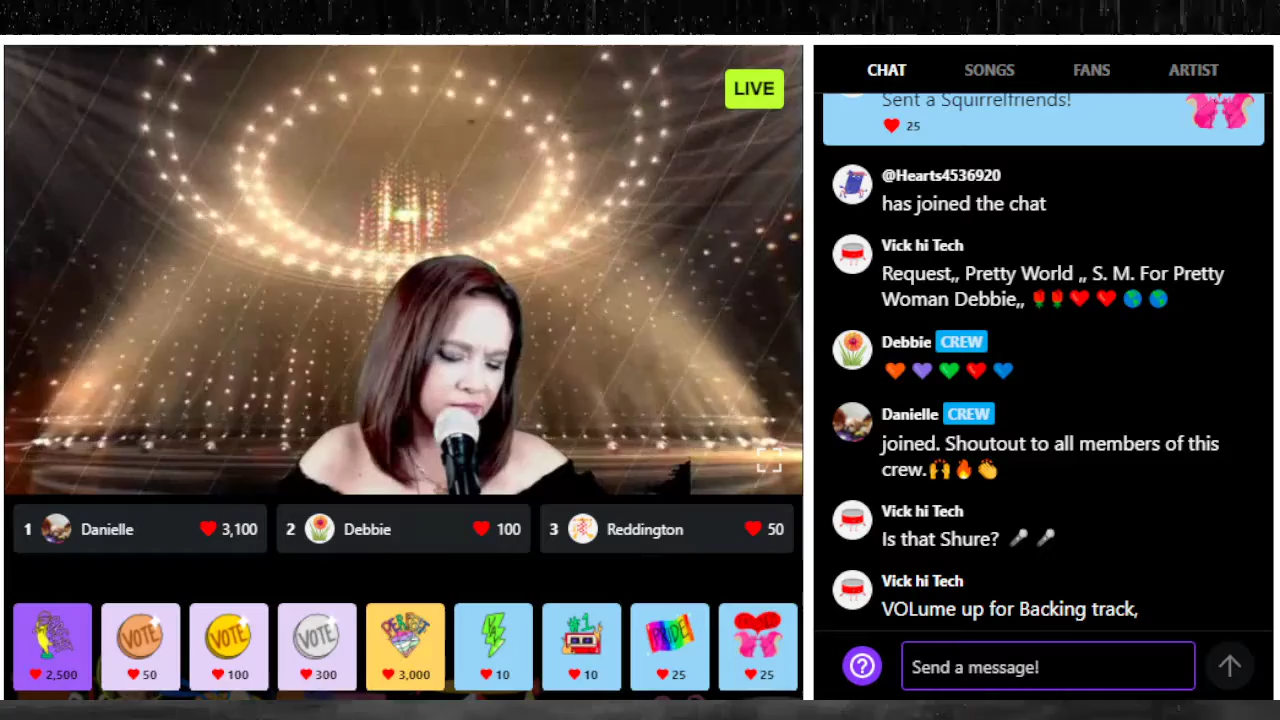 LIVE
1 Danielle 3,100
2 Debbie 100
3 Reddington 50
2,500
VOTE
50
VOTE
100
VOTE
300
PERFECT
3,000
10
#1
10
PRIDE!
25
25
CHAT SONGS FANS ARTIST
Sent a Squirrelfriends!
25
@Hearts4536920
has joined the chat
Vick hi Tech
Request,, Pretty World ,, S. M. For Pretty
Woman Debbie,, 🌹🌹❤️❤️🌎🌎
Debbie CREW
🧡💜💚❤️💙
Danielle CREW
joined. Shoutout to all members of this
crew.🙌🔥👏
Vick hi Tech
Is that Shure? 🎤 🎤
Vick hi Tech
VOLume up for Backing track,
Send a message!